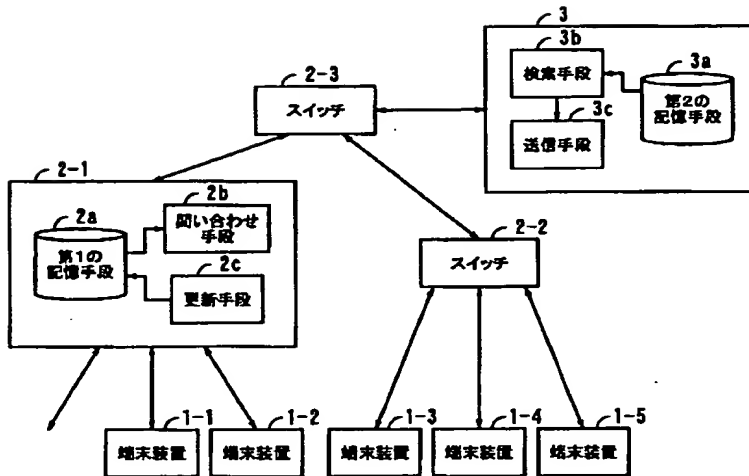 3
3b
検索手段
3a
第2の
記憶手段
3c
送信手段
2-3
スイッチ
2-1
2a
第1の
記憶手段
2b
問い合わせ
手段
2c
更新手段
2-2
スイッチ
1-1
端末装置
1-2
端末装置
1-3
端末装置
1-4
端末装置
1-5
端末装置